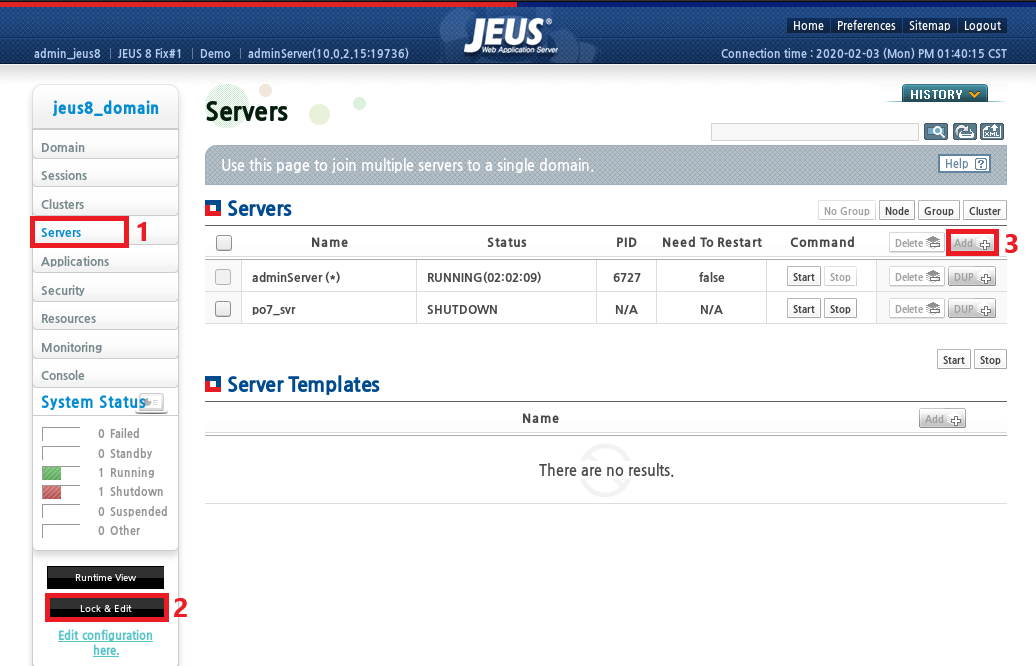 JEUS®
Web Application Server
Home Preferences Sitemap Logout
admin_jeus8 JEUS 8 Fix#1 Demo adminServer(10.0.2.15:19736)
Connection time : 2020-02-03 (Mon) PM 01:40:15 CST
jeus8_domain
Domain
Sessions
Clusters
Servers 1
Applications
Security
Resources
Monitoring
Console
System Status
0 Failed
0 Standby
1 Running
1 Shutdown
0 Suspended
0 Other
Runtime View
Lock & Edit 2
Edit configuration
here.
HISTORY
Servers
XML
Use this page to join multiple servers to a single domain.
Help ?
Servers
No Group Node Group Cluster
Name Status PID Need To Restart Command Delete Add 3
adminServer (*) RUNNING(02:02:09) 6727 false Start Stop Delete DUP
po7_svr SHUTDOWN N/A N/A Start Stop Delete DUP
Start Stop
Server Templates
Name Add
There are no results.